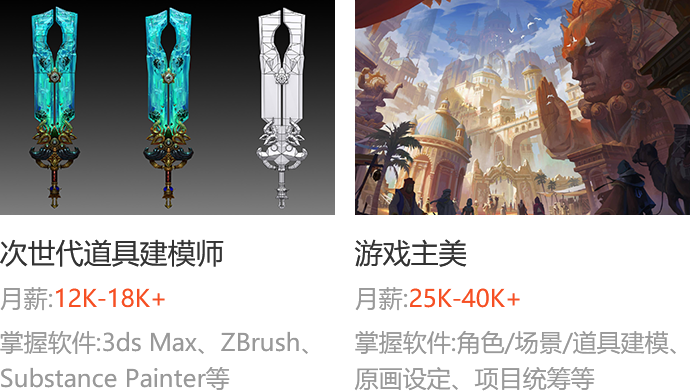 次世代道具建模师
月薪:12K-18K+
掌握软件:3ds Max、ZBrush、
Substance Painter等
游戏主美
月薪:25K-40K+
掌握软件:角色/场景/道具建模、
原画设定、项目统筹等